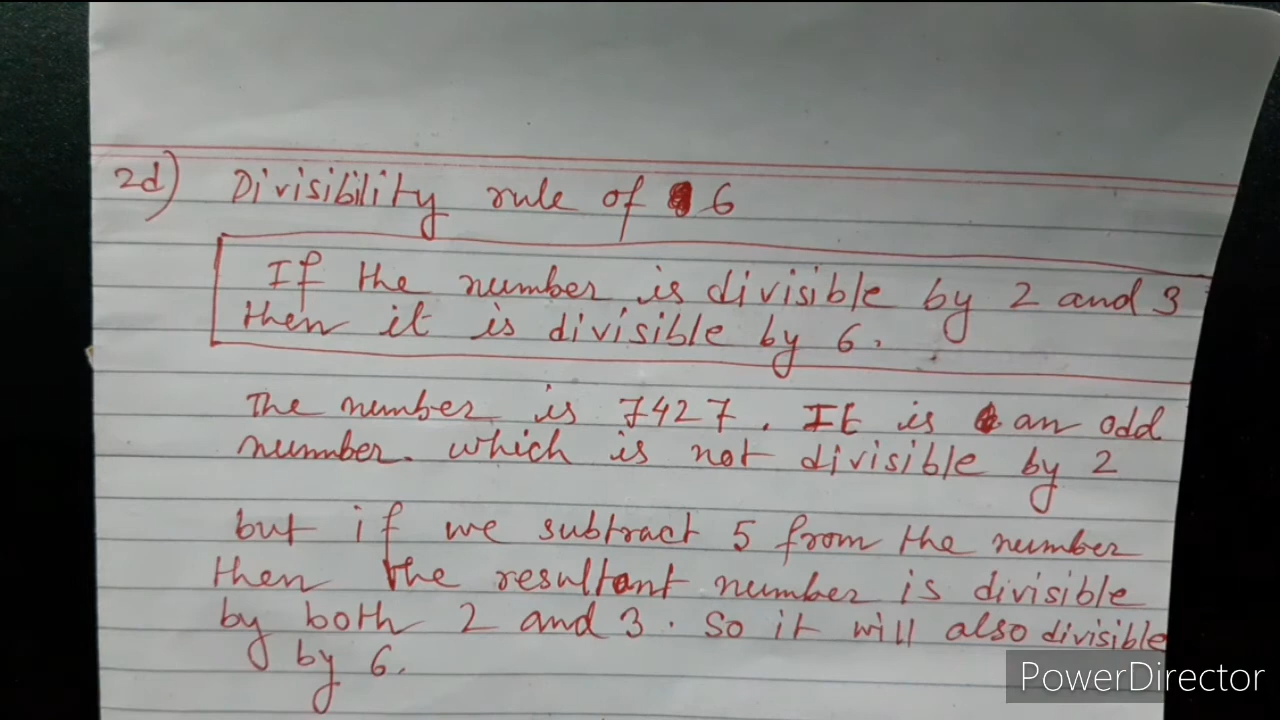 2d) Divisibility rule of 6
If the number is divisible by 2 and 3
then it is divisible by 6.
The number is 7427. It is an odd
number. which is not divisible by 2
but if we subtract 5 from the number
then the resultant number is divisible
by both 2 and 3. So it will also divisible
by 6.
PowerDirector